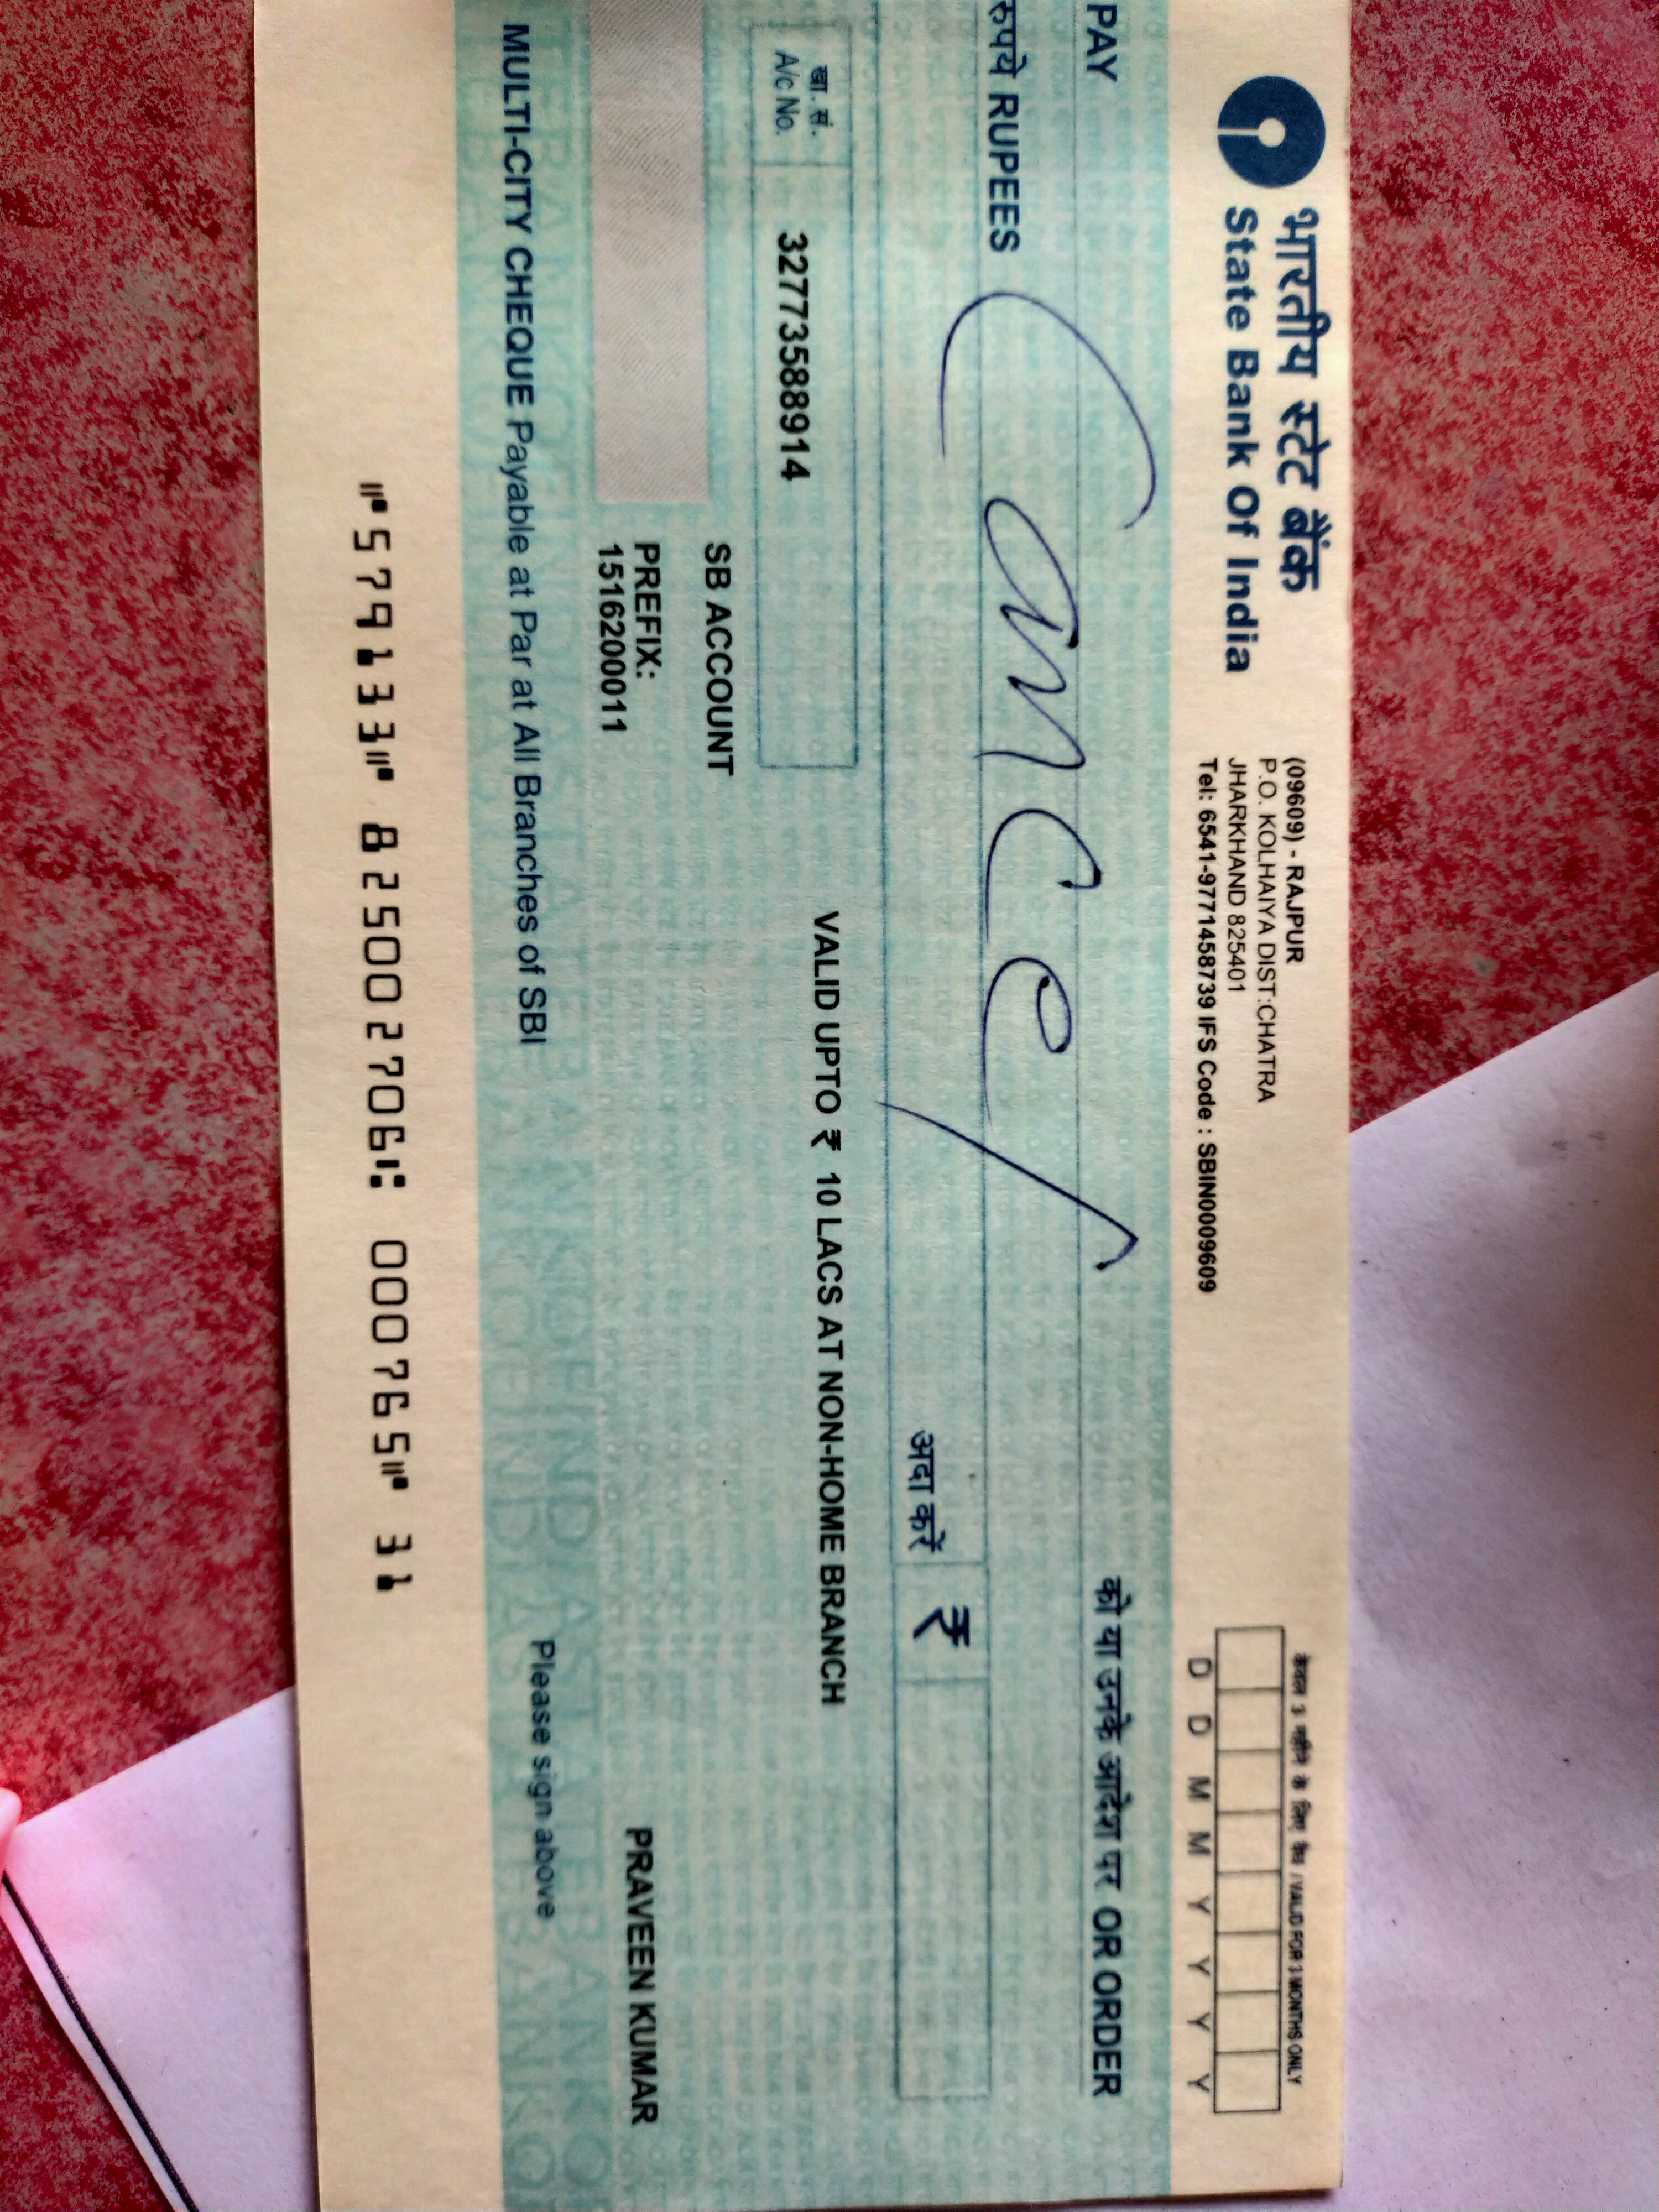 भारतीय स्टेट बैंक
State Bank Of India
(09609) - RAJPUR
P.O. KOLHAIYA DIST:CHATRA
JHARKHAND 825401
Tel: 6541-9771458739 IFS Code : SBIN0009609
केवल 3 महीने के लिए वैध / VALID FOR 3 MONTHS ONLY
D D M M Y Y Y Y
PAY
को या उनके आदेश पर OR ORDER
रुपये RUPEES
Cancel
अदा करें ₹
खा. सं.
A/c No.
32773588914
VALID UPTO ₹ 10 LACS AT NON-HOME BRANCH
SB ACCOUNT
PREFIX:
1516200011
PRAVEEN KUMAR
MULTI-CITY CHEQUE Payable at Par at All Branches of SBI
Please sign above
⑈579133⑈ 825002706⑆ 000765⑈ 31